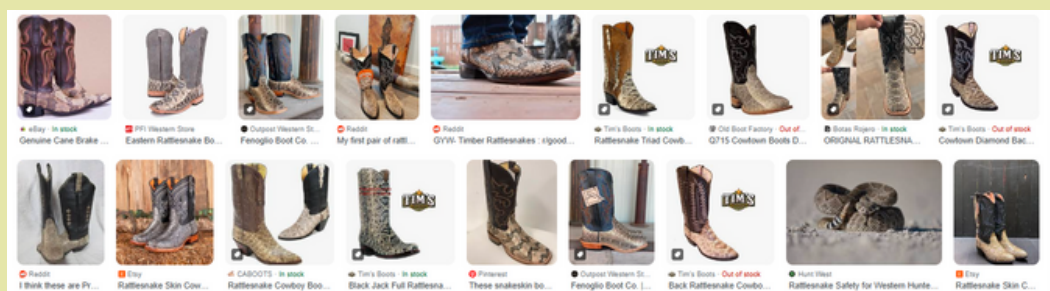 TIM'S
TIM'S
eBay · In stock
Genuine Cane Brake ...
PFI Western Store
Eastern Rattlesnake Bo...
Outpost Western St...
Fenoglio Boot Co. ...
Reddit
My first pair of rattl...
Reddit
GYW- Timber Rattlesnakes : r/good...
Tim's Boots · In stock
Rattlesnake Triad Cowb...
Old Boot Factory · Out of...
Q715 Cowtown Boots D...
Botas Rojero · In stock
ORIGNAL RATTLESNA...
Tim's Boots · Out of stock
Cowtown Diamond Bac...
TIM'S
TIM'S
Reddit
I think these are Pr...
Etsy
Rattlesnake Skin Cow...
CABOOTS · In stock
Rattlesnake Cowboy Boo...
Tim's Boots · In stock
Black Jack Full Rattlesna...
Pinterest
These snakeskin bo...
Outpost Western St...
Fenoglio Boot Co. |...
Tim's Boots · Out of stock
Back Rattlesnake Cowbo...
Hunt West
Rattlesnake Safety for Western Hunte...
Etsy
Rattlesnake Skin C...